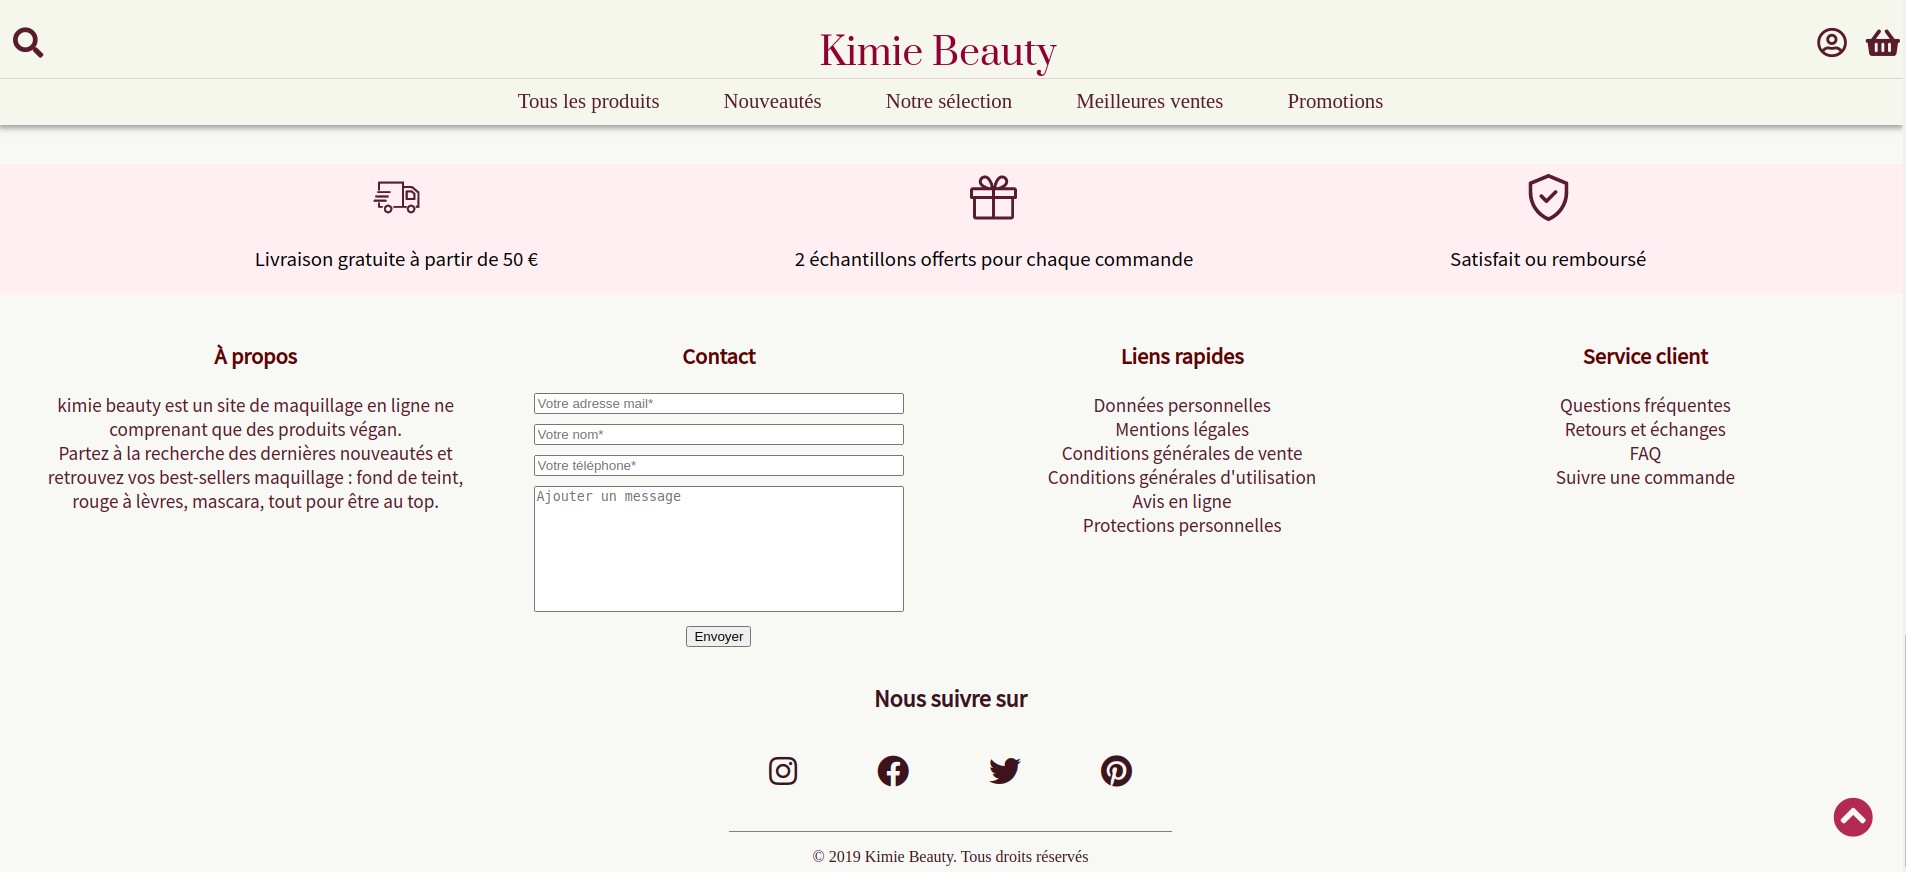 Kimie Beauty
Tous les produits
Nouveautés
Notre sélection
Meilleures ventes
Promotions
Livraison gratuite à partir de 50 €
2 échantillons offerts pour chaque commande
Satisfait ou remboursé
À propos
kimie beauty est un site de maquillage en ligne ne
comprenant que des produits végan.
Partez à la recherche des dernières nouveautés et
retrouvez vos best-sellers maquillage : fond de teint,
rouge à lèvres, mascara, tout pour être au top.
Contact
Votre adresse mail*
Votre nom*
Votre téléphone*
Ajouter un message
Envoyer
Liens rapides
Données personnelles
Mentions légales
Conditions générales de vente
Conditions générales d'utilisation
Avis en ligne
Protections personnelles
Service client
Questions fréquentes
Retours et échanges
FAQ
Suivre une commande
Nous suivre sur
© 2019 Kimie Beauty. Tous droits réservés